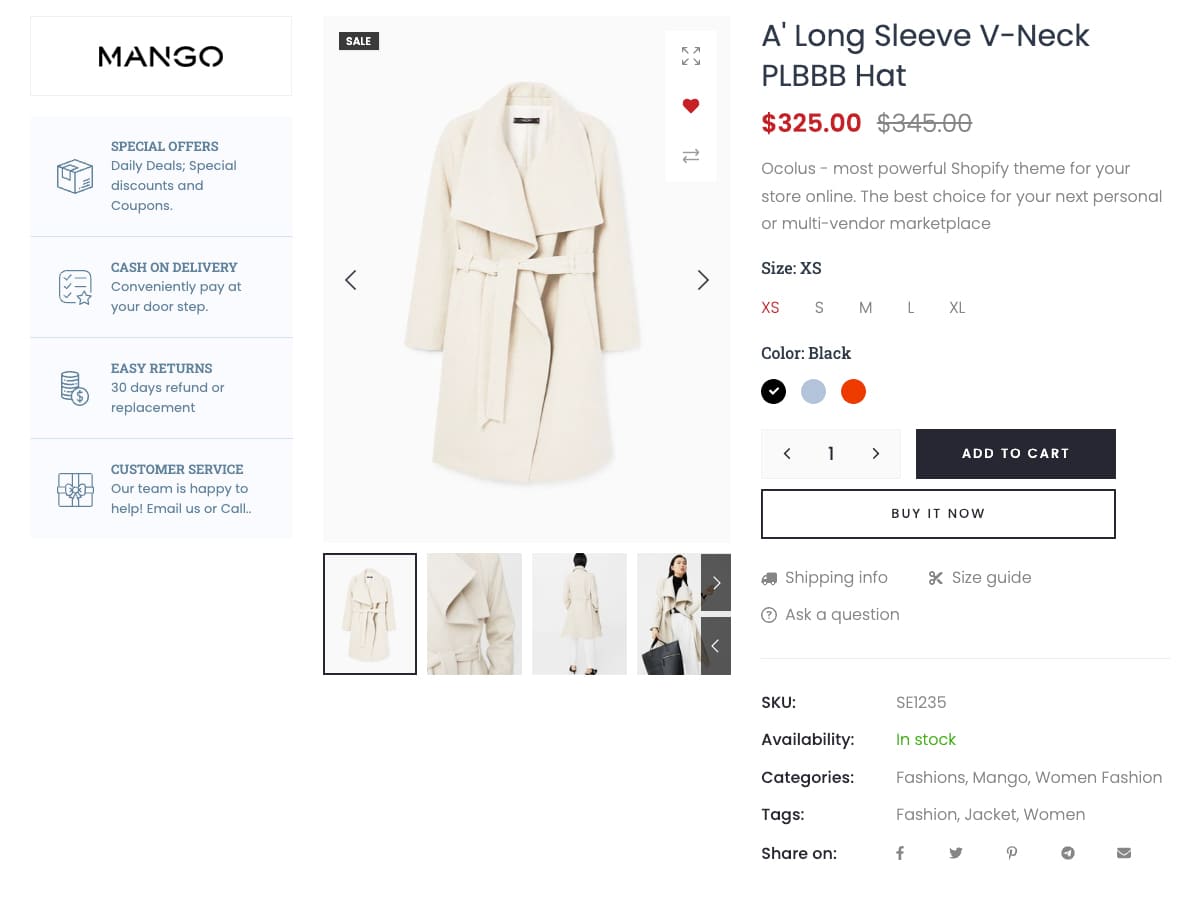 MANGO
SPECIAL OFFERS
Daily Deals; Special
discounts and
Coupons.
CASH ON DELIVERY
Conveniently pay at
your door step.
EASY RETURNS
30 days refund or
replacement
CUSTOMER SERVICE
Our team is happy to
help! Email us or Call..
SALE
A' Long Sleeve V-Neck
PLBBB Hat
$325.00 $345.00
Ocolus - most powerful Shopify theme for your
store online. The best choice for your next personal
or multi-vendor marketplace
Size: XS
XS S M L XL
Color: Black
1
ADD TO CART
BUY IT NOW
Shipping info Size guide
Ask a question
SKU: SE1235
Availability: In stock
Categories: Fashions, Mango, Women Fashion
Tags: Fashion, Jacket, Women
Share on: